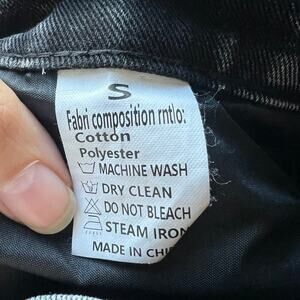 S
Fabri composition rntlo:
Cotton
Polyester
MACHINE WASH
DRY CLEAN
DO NOT BLEACH
STEAM IRON
MADE IN CHI